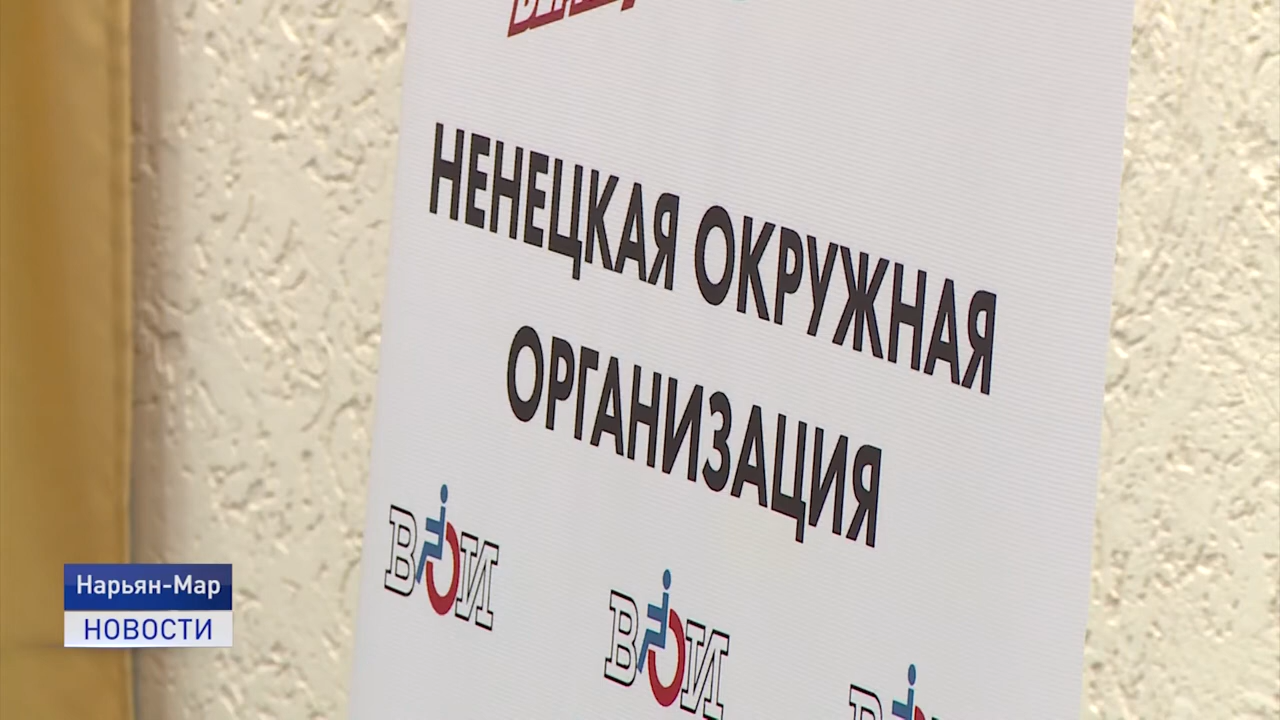 НЕНЕЦКАЯ ОКРУЖНАЯ
ОРГАНИЗАЦИЯ
ВОИ
ВОИ
Нарьян-Мар
НОВОСТИ